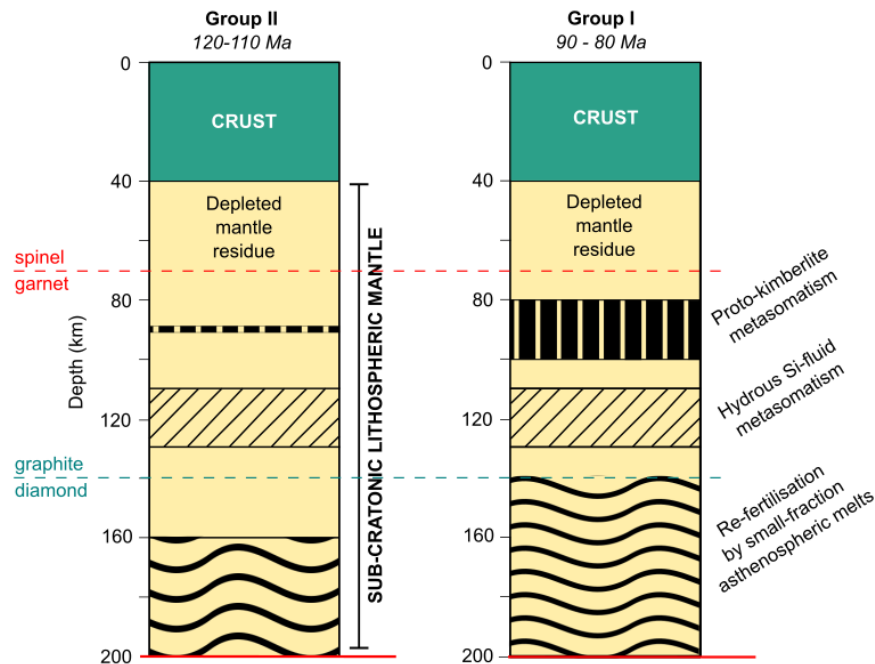 Group II
120-110 Ma
Group I
90 - 80 Ma
0
40
80
120
160
200
Depth (km)
CRUST
Depleted
mantle
residue
spinel
garnet
graphite
diamond
SUB-CRATONIC LITHOSPHERIC MANTLE
0
40
80
120
160
200
CRUST
Depleted
mantle
residue
Proto-kimberlite
metasomatism
Hydrous Si-fluid
metasomatism
Re-fertilisation
by small-fraction
asthenospheric melts